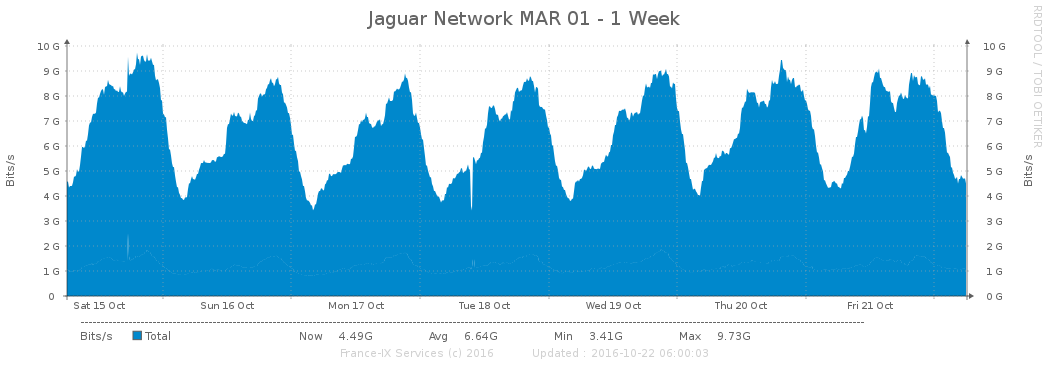 Jaguar Network MAR 01 - 1 Week
RRDTOOL / TOBI OETIKER
Bits/s
10 G
9 G
8 G
7 G
6 G
5 G
4 G
3 G
2 G
1 G
0
10 G
9 G
8 G
7 G
6 G
5 G
4 G
3 G
2 G
1 G
0 G
Bits/s
Sat 15 Oct Sun 16 Oct Mon 17 Oct Tue 18 Oct Wed 19 Oct Thu 20 Oct Fri 21 Oct
Bits/s Total Now 4.49G Avg 6.64G Min 3.41G Max 9.73G
France-IX Services (c) 2016 Updated : 2016-10-22 06:00:03